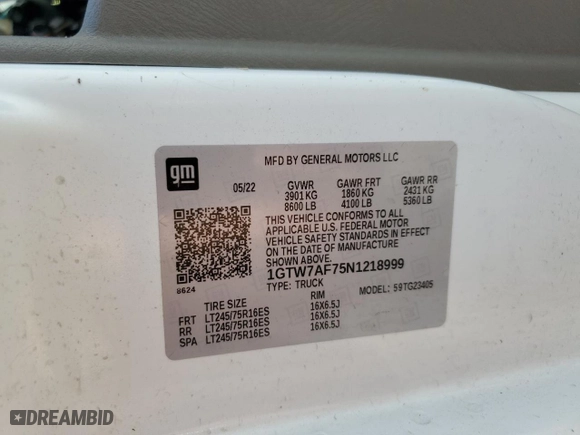 gm
MFD BY GENERAL MOTORS LLC
05/22 GVWR GAWR FRT GAWR RR
3901 KG 1860 KG 2431 KG
8600 LB 4100 LB 5360 LB
THIS VEHICLE CONFORMS TO ALL
APPLICABLE U.S. FEDERAL MOTOR
VEHICLE SAFETY STANDARDS IN EFFECT
ON THE DATE OF MANUFACTURE
SHOWN ABOVE.
1GTW7AF75N1218999
8624 TYPE: TRUCK MODEL: 59TG23405
TIRE SIZE RIM
FRT LT245/75R16ES 16X6.5J
RR LT245/75R16ES 16X6.5J
SPA LT245/75R16ES 16X6.5J
DREAMBID